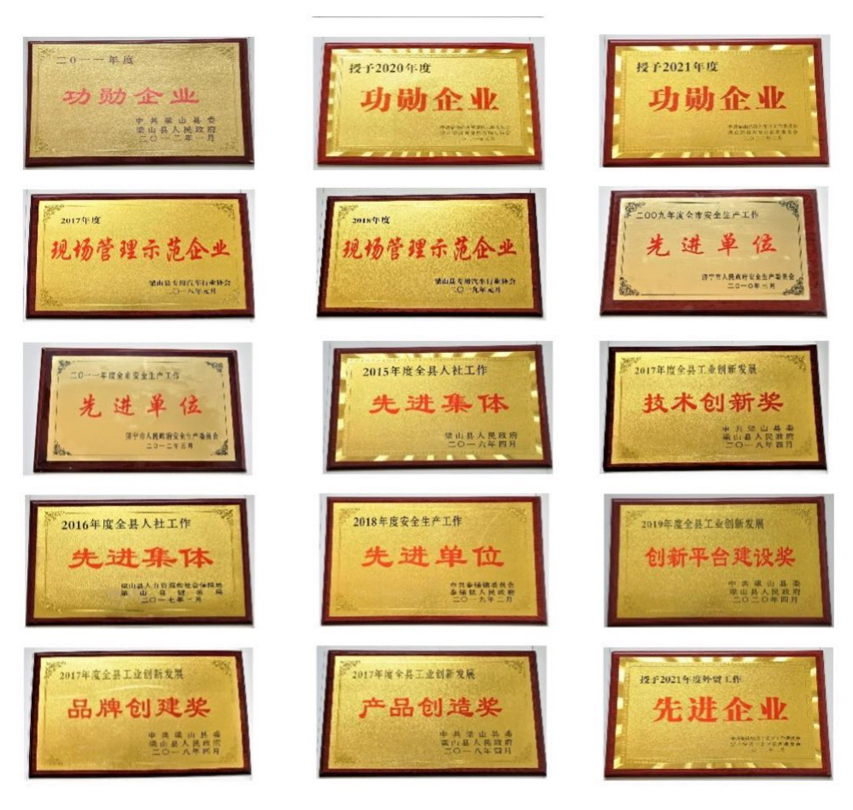 二〇一一年度
功勋企业
中共梁山县委
梁山县人民政府
二〇一二年一月
授予2020年度
功勋企业
授予2021年度
功勋企业
2017年度
现场管理示范企业
梁山县专用汽车行业协会
二〇一八年元月
2018年度
现场管理示范企业
梁山县专用汽车行业协会
二〇一九年元月
二〇〇九年度全市安全生产工作
先进单位
济宁市人民政府安全生产委员会
二〇一〇年三月
二〇一一年度全市安全生产工作
先进单位
济宁市人民政府安全生产委员会
二〇一二年三月
2015年度全县人社工作
先进集体
梁山县人民政府
二〇一六年四月
2017年度全县工业创新发展
技术创新奖
中共梁山县委
梁山县人民政府
二〇一八年四月
2016年度全县人社工作
先进集体
梁山县人力资源和社会保障局
二〇一七年一月
2018年度安全生产工作
先进单位
人民政府
二〇一九年二月
2019年度全县工业创新发展
创新平台建设奖
中共梁山县委
梁山县人民政府
二〇二〇年四月
2017年度全县工业创新发展
品牌创建奖
中共梁山县委
梁山县人民政府
二〇一八年四月
2017年度全县工业创新发展
产品创造奖
中共梁山县委
梁山县人民政府
二〇一八年四月
授予2021年度外贸工作
先进企业